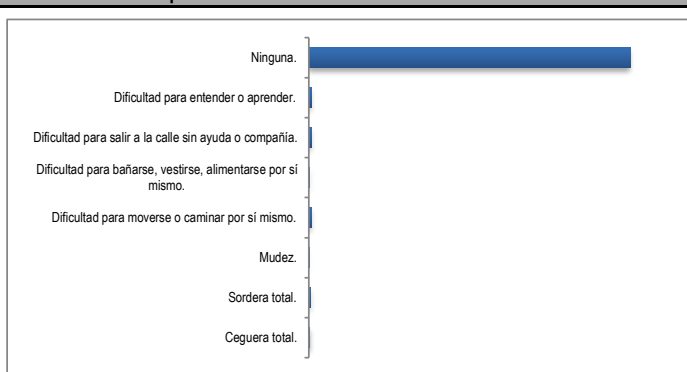 Ninguna.
Dificultad para entender o aprender.
Dificultad para salir a la calle sin ayuda o compañía.
Dificultad para bañarse, vestirse, alimentarse por sí
mismo.
Dificultad para moverse o caminar por sí mismo.
Mudez.
Sordera total.
Ceguera total.